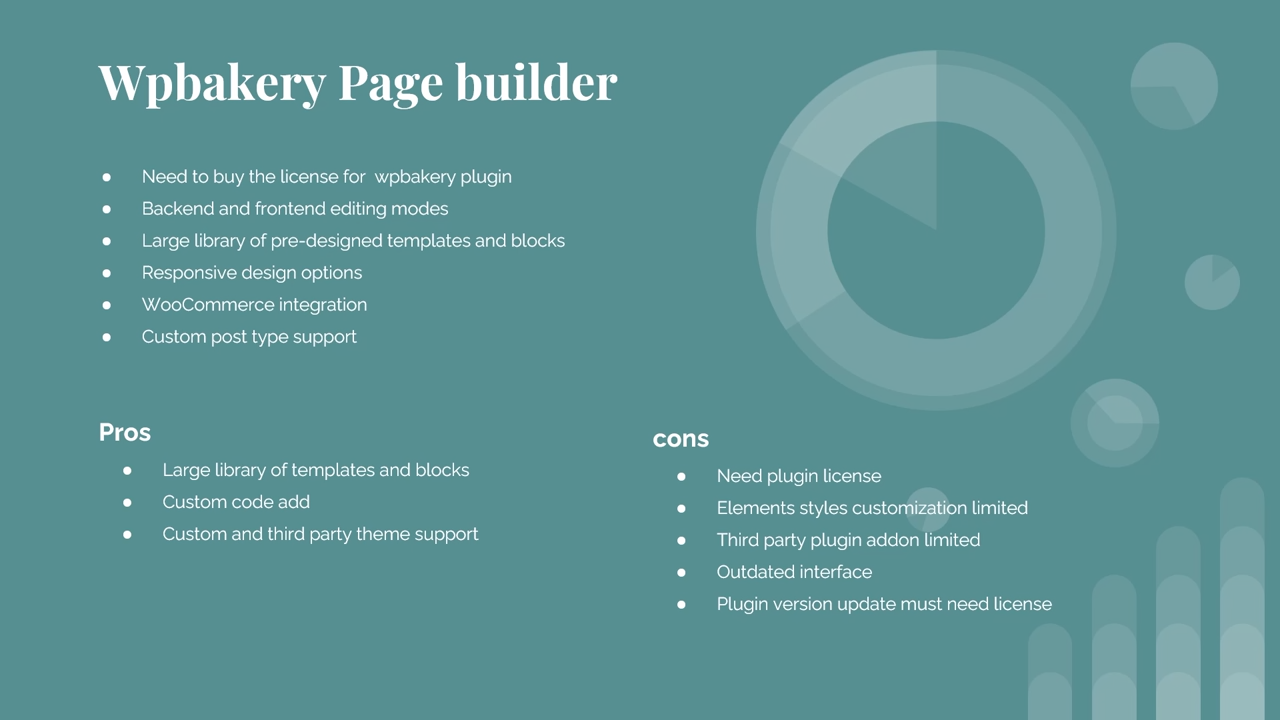 Wpbakery Page builder
● Need to buy the license for  wpbakery plugin
● Backend and frontend editing modes
● Large library of pre-designed templates and blocks
● Responsive design options
● WooCommerce integration
● Custom post type support
Pros
● Large library of templates and blocks
● Custom code add
● Custom and third party theme support
cons
● Need plugin license
● Elements styles customization limited
● Third party plugin addon limited
● Outdated interface
● Plugin version update must need license